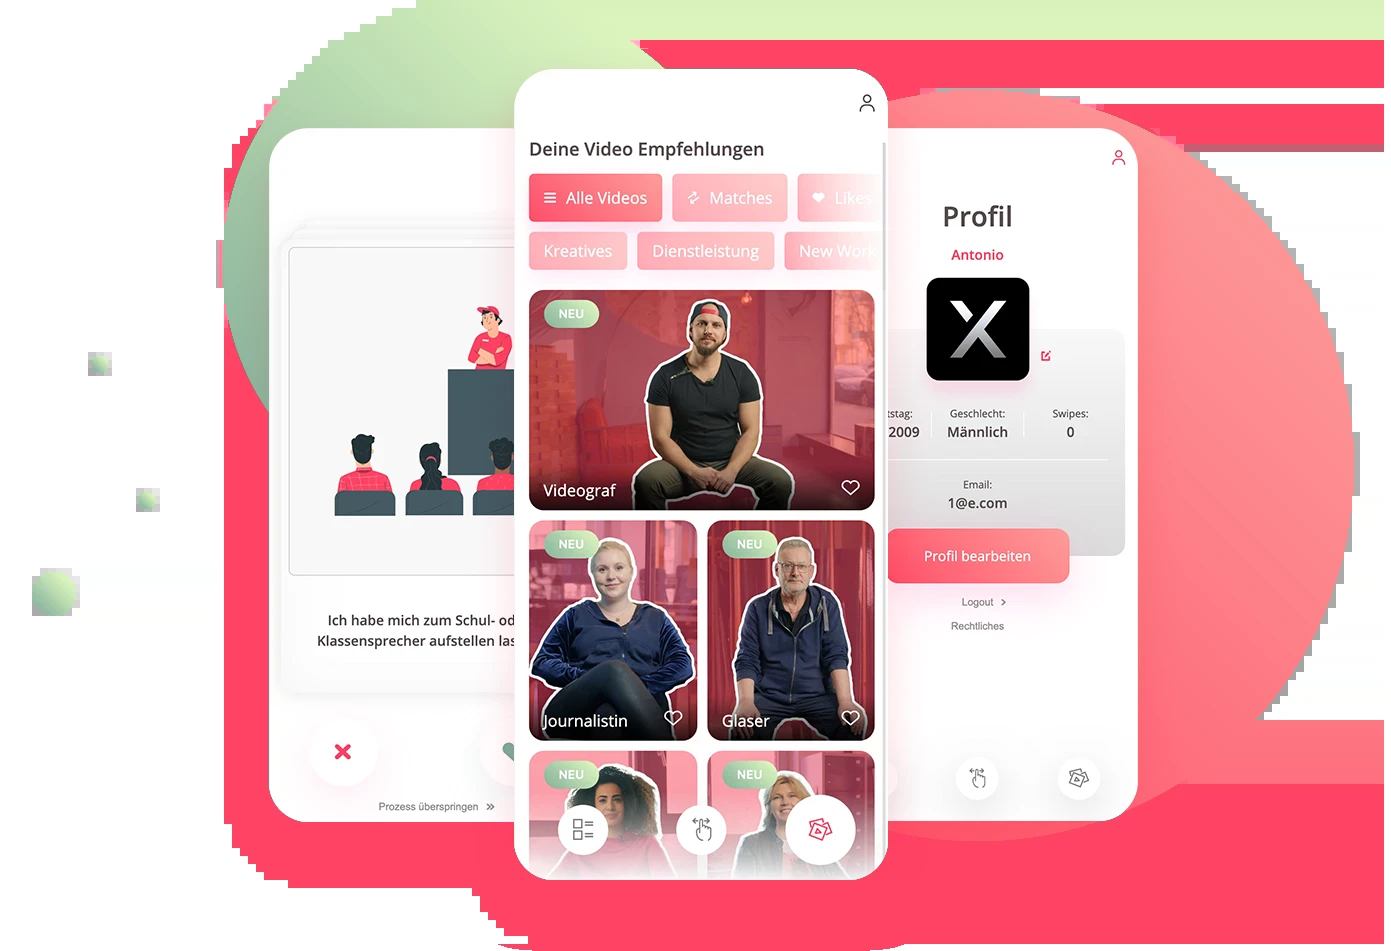 Ich habe mich zum Schul- od
Klassensprecher aufstellen las
Prozess überspringen
Deine Video Empfehlungen
Alle Videos
Matches
Likes
Kreatives
Dienstleistung
New Work
NEU
Videograf
NEU
Journalistin
NEU
Glaser
NEU
NEU
Profil
Antonio
X
tstag:
2009
Geschlecht:
Männlich
Swipes:
0
Email:
1@e.com
Profil bearbeiten
Logout
Rechtliches